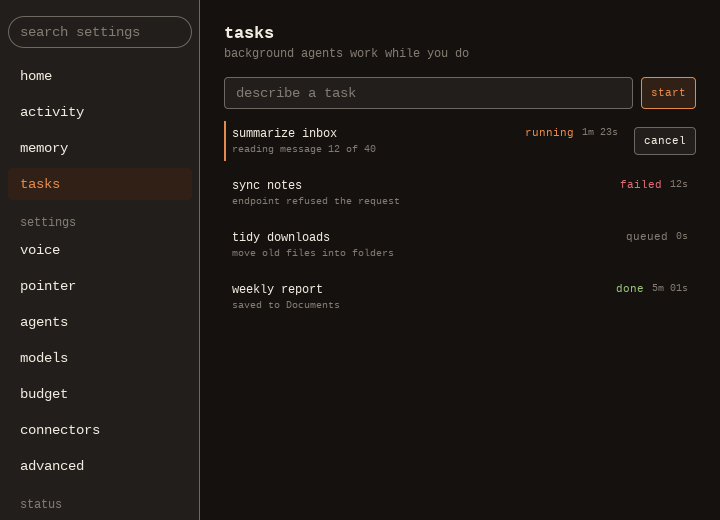 search settings
home
activity
memory
tasks
settings
voice
pointer
agents
models
budget
connectors
advanced
status
tasks
background agents work while you do
describe a task
start
summarize inbox
running 1m 23s
cancel
reading message 12 of 40
sync notes
failed 12s
endpoint refused the request
tidy downloads
queued 0s
move old files into folders
weekly report
done 5m 01s
saved to Documents